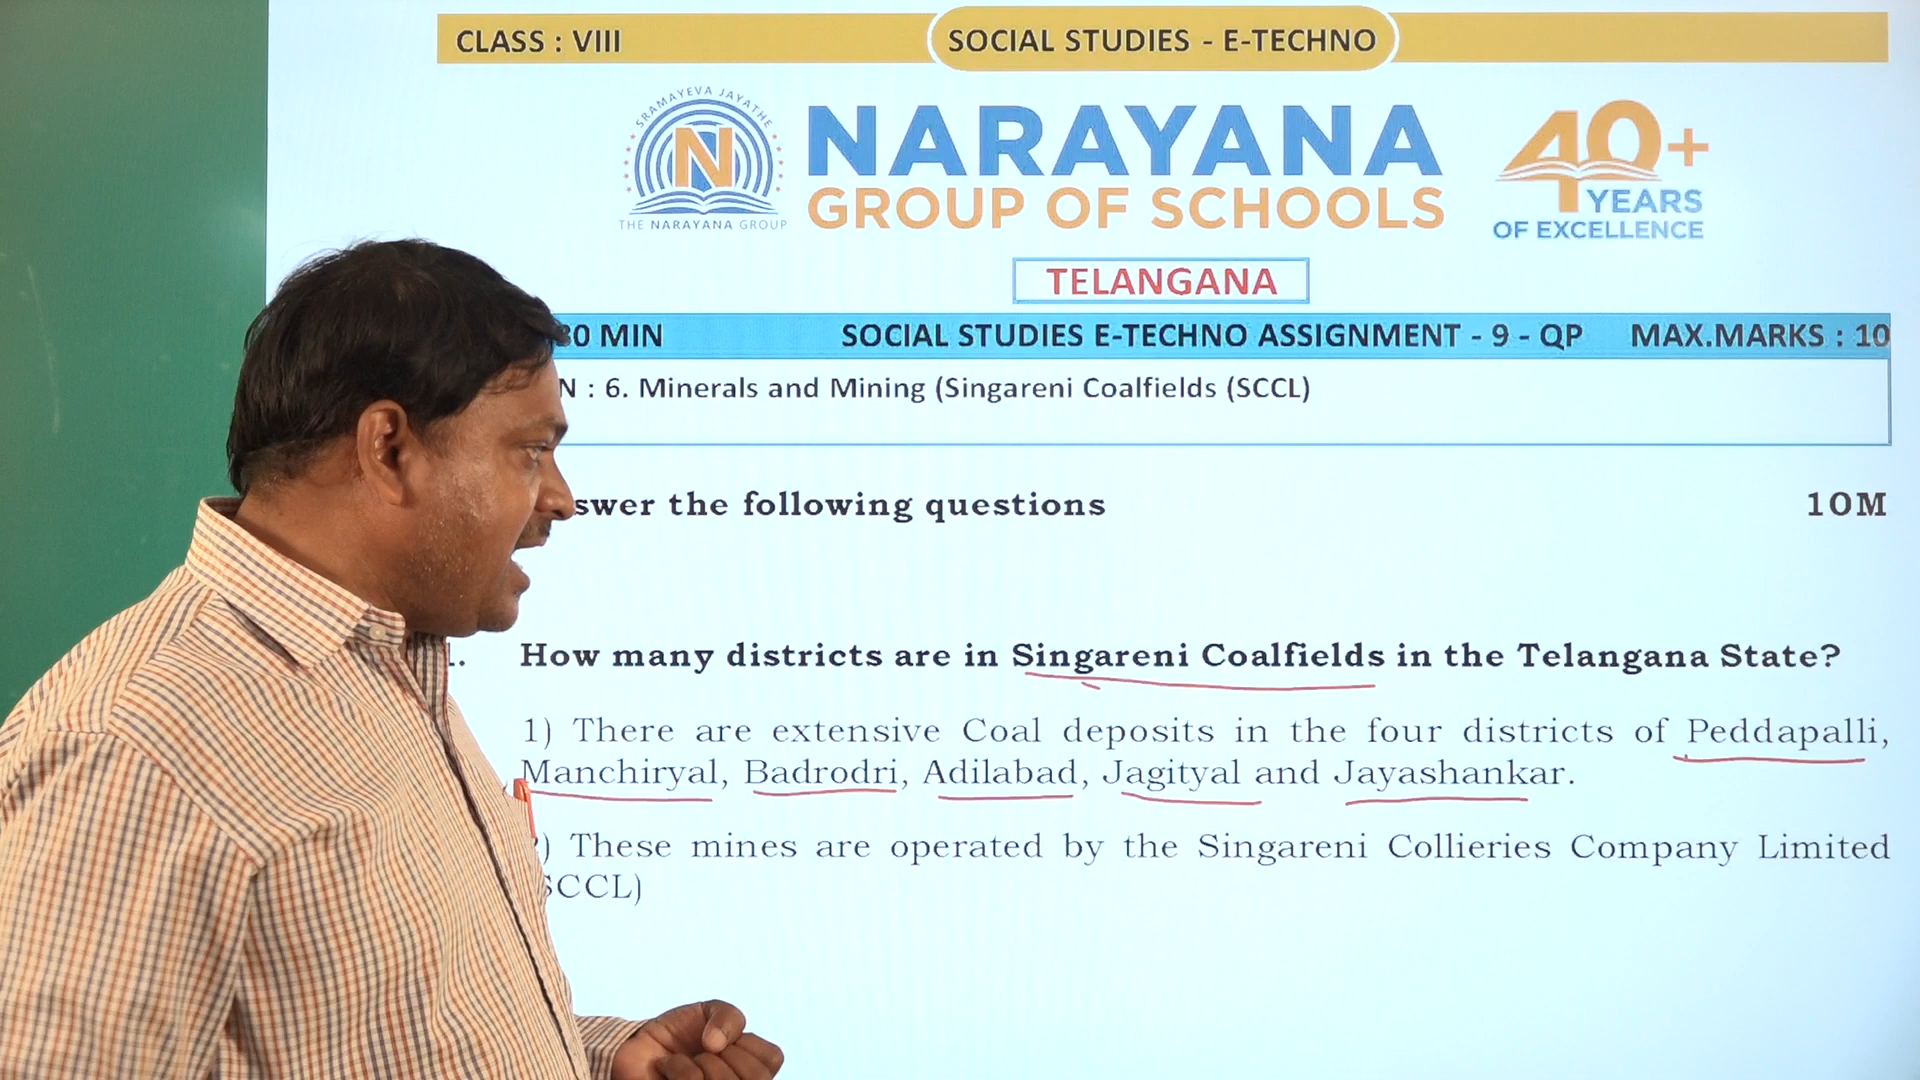 CLASS : VIII
SOCIAL STUDIES - E-TECHNO
SRAMAYEVA JAYATHE
N
THE NARAYANA GROUP
NARAYANA
GROUP OF SCHOOLS
40+
YEARS
OF EXCELLENCE
TELANGANA
30 MIN SOCIAL STUDIES E-TECHNO ASSIGNMENT - 9 - QP MAX.MARKS : 10
N : 6. Minerals and Mining (Singareni Coalfields (SCCL)
swer the following questions 10M
1. How many districts are in Singareni Coalfields in the Telangana State?
1) There are extensive Coal deposits in the four districts of Peddapalli,
Manchiryal, Badrodri, Adilabad, Jagityal and Jayashankar.
) These mines are operated by the Singareni Collieries Company Limited
SCCL)